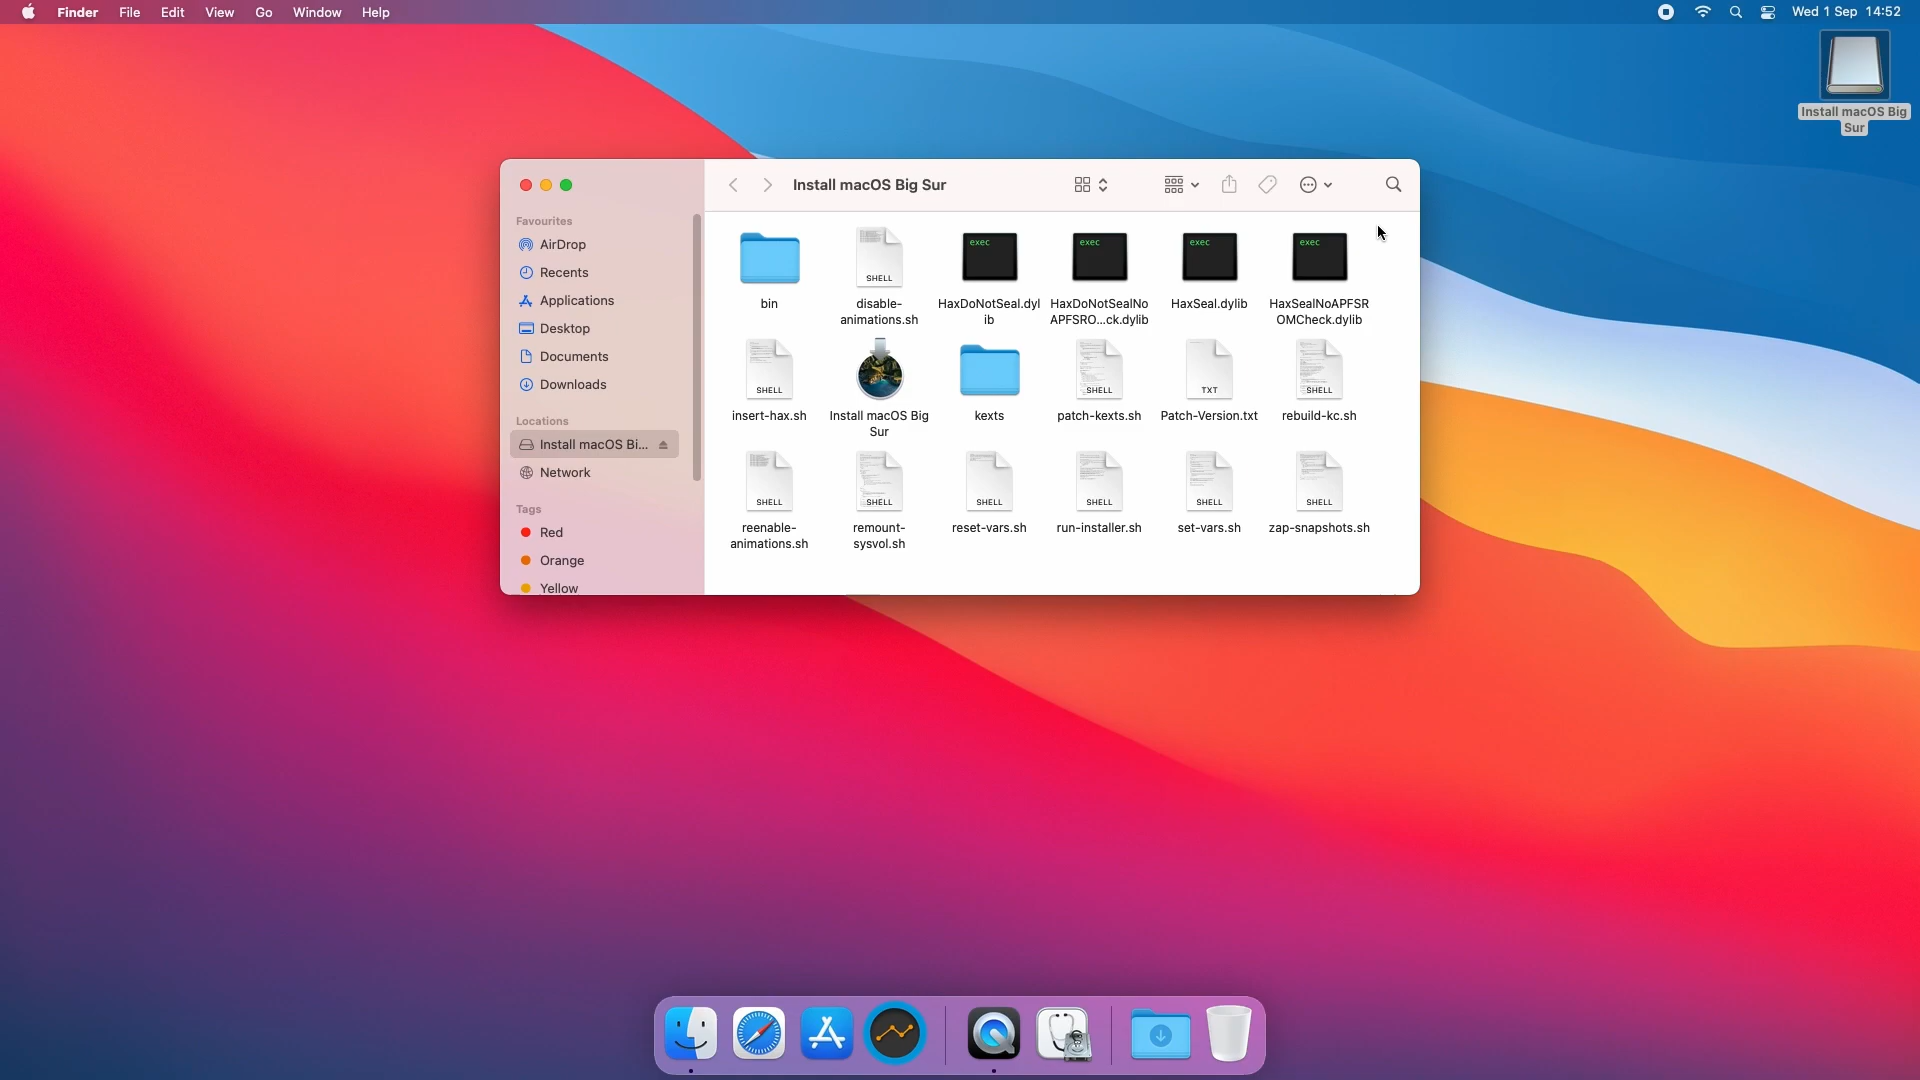 Finder File Edit View Go Window Help
Wed 1 Sep 14:52
Install macOS Big
Sur
Install macOS Big Sur
Favourites
AirDrop
Recents
Applications
Desktop
Documents
Downloads
Locations
Install macOS Bi...
Network
Tags
Red
Orange
Yellow
exec exec exec exec
SHELL
bin
disable-
animations.sh
HaxDoNotSeal.dyl
ib
HaxDoNotSealNo
APFSRO...ck.dylib
HaxSeal.dylib
HaxSealNoAPFSR
OMCheck.dylib
SHELL SHELL TXT SHELL
insert-hax.sh
Install macOS Big
Sur
kexts
patch-kexts.sh
Patch-Version.txt
rebuild-kc.sh
SHELL SHELL SHELL SHELL SHELL SHELL
reenable-
animations.sh
remount-
sysvol.sh
reset-vars.sh
run-installer.sh
set-vars.sh
zap-snapshots.sh